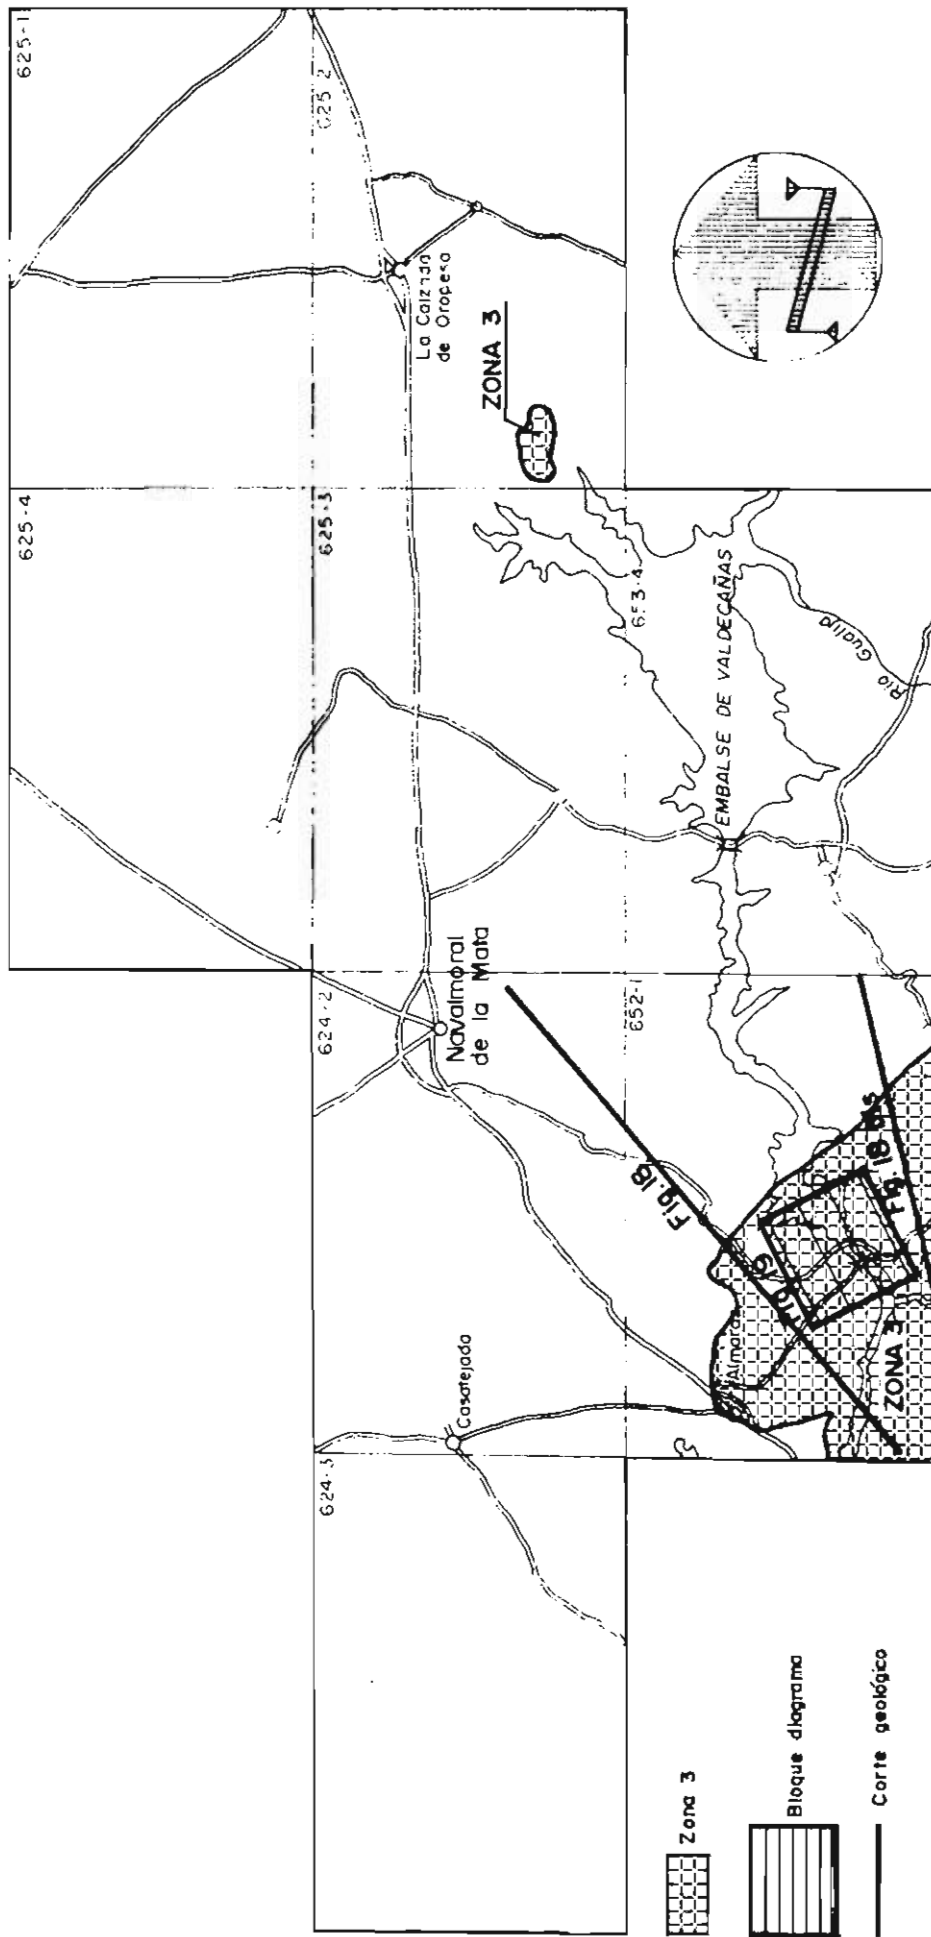 625-1
625-4
625-2
625-3
624-2
624-3
La Calzada
de Oropesa
ZONA 3
Navalmoral
de la Mata
Casatejada
653-4
652-1
EMBALSE DE VALDECAÑAS
Río Gualija
Fig. 18
Fig. 19
Fig. 18 bis
Almaraz
ZONA 3
Zona 3
Bloque diagrama
Corte geológico